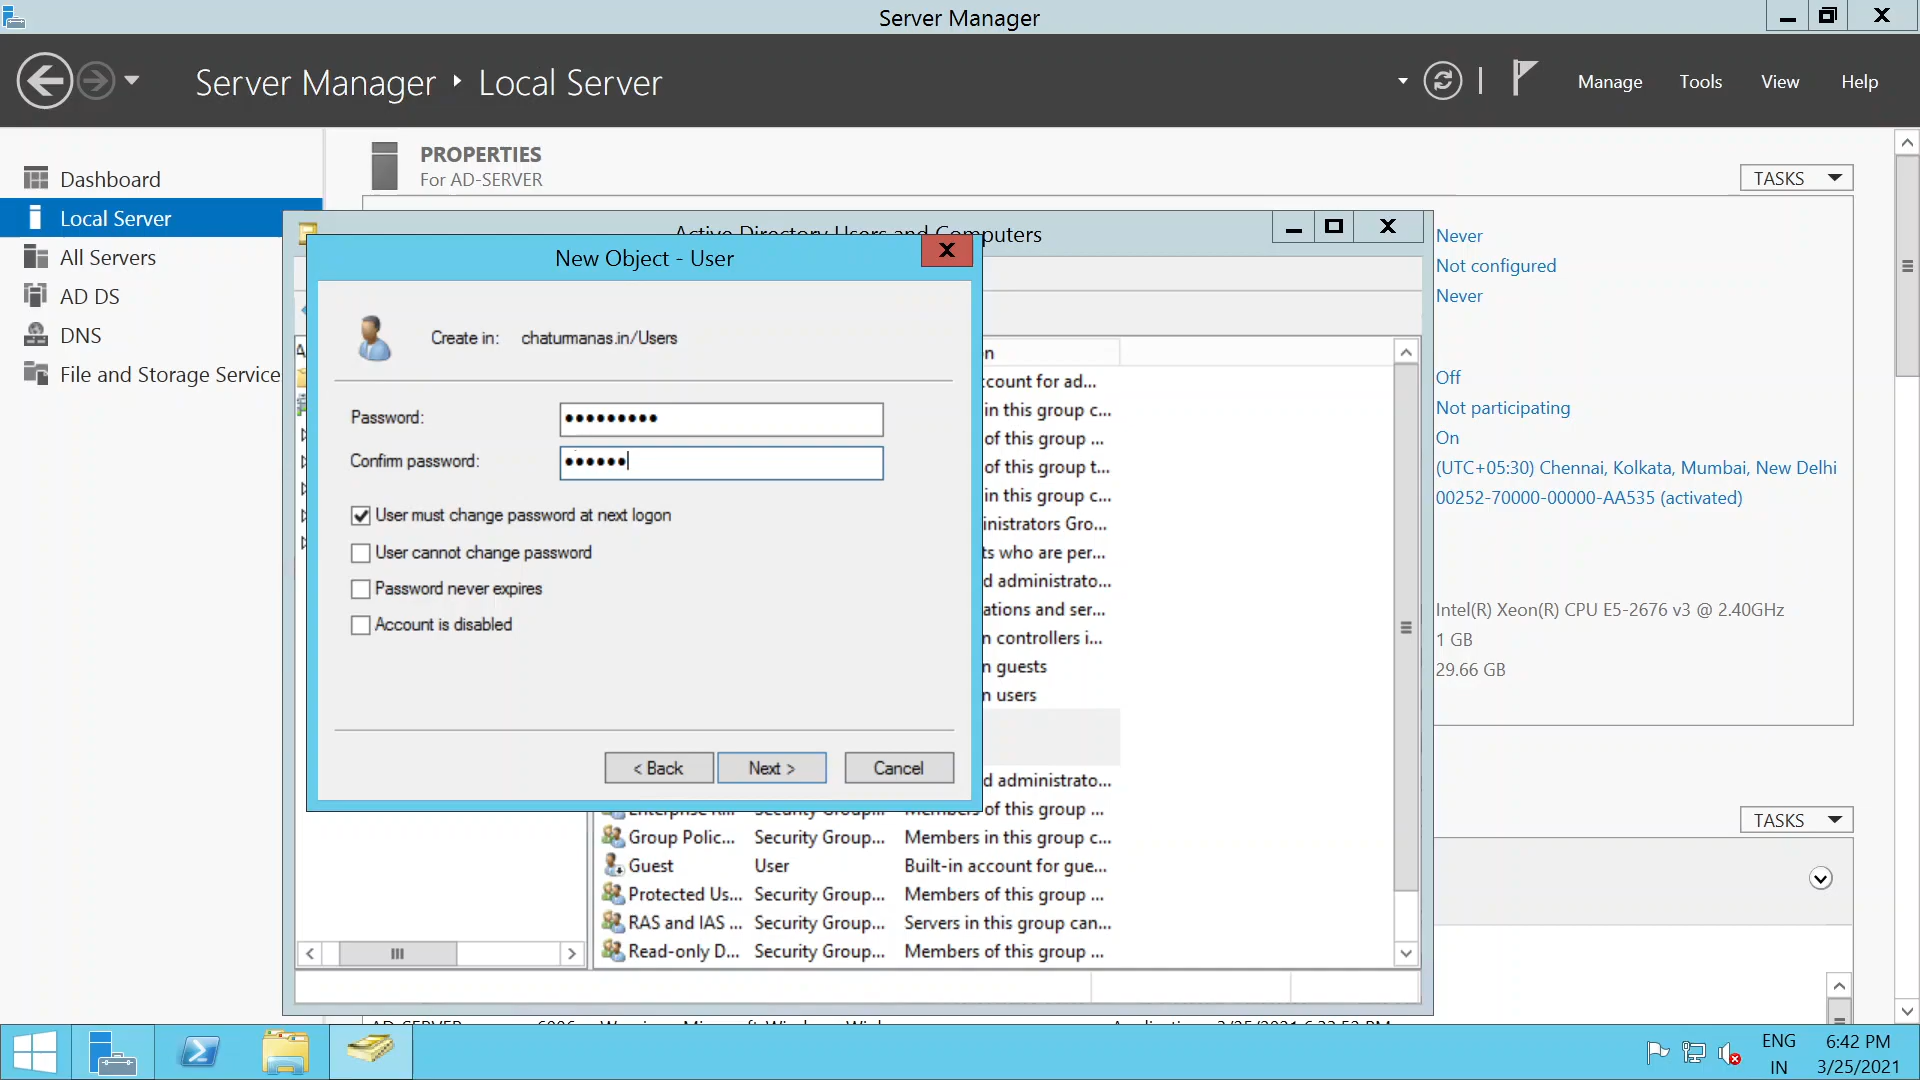 Server Manager
Server Manager ‣ Local Server
Manage Tools View Help
Dashboard
Local Server
All Servers
AD DS
DNS
File and Storage Service
PROPERTIES
For AD-SERVER
TASKS
Never
Not configured
Never
Off
Not participating
On
(UTC+05:30) Chennai, Kolkata, Mumbai, New Delhi
00252-70000-00000-AA535 (activated)
Intel(R) Xeon(R) CPU E5-2676 v3 @ 2.40GHz
1 GB
29.66 GB
TASKS
Active Directory Users and Computers
New Object - User
Create in: chaturmanas.in/Users
Password: •••••••••
Confirm password: ••••••
User must change password at next logon
User cannot change password
Password never expires
Account is disabled
< Back Next > Cancel
n
count for ad...
in this group c...
of this group ...
of this group t...
in this group c...
inistrators Gro...
ts who are per...
d administrato...
ations and ser...
n controllers i...
n guests
n users
d administrato...
Security Group... Members of this group ...
Group Polic... Security Group... Members in this group c...
Guest User Built-in account for gue...
Protected Us... Security Group... Members of this group ...
RAS and IAS ... Security Group... Servers in this group can...
Read-only D... Security Group... Members of this group ...
ENG
IN
6:42 PM
3/25/2021